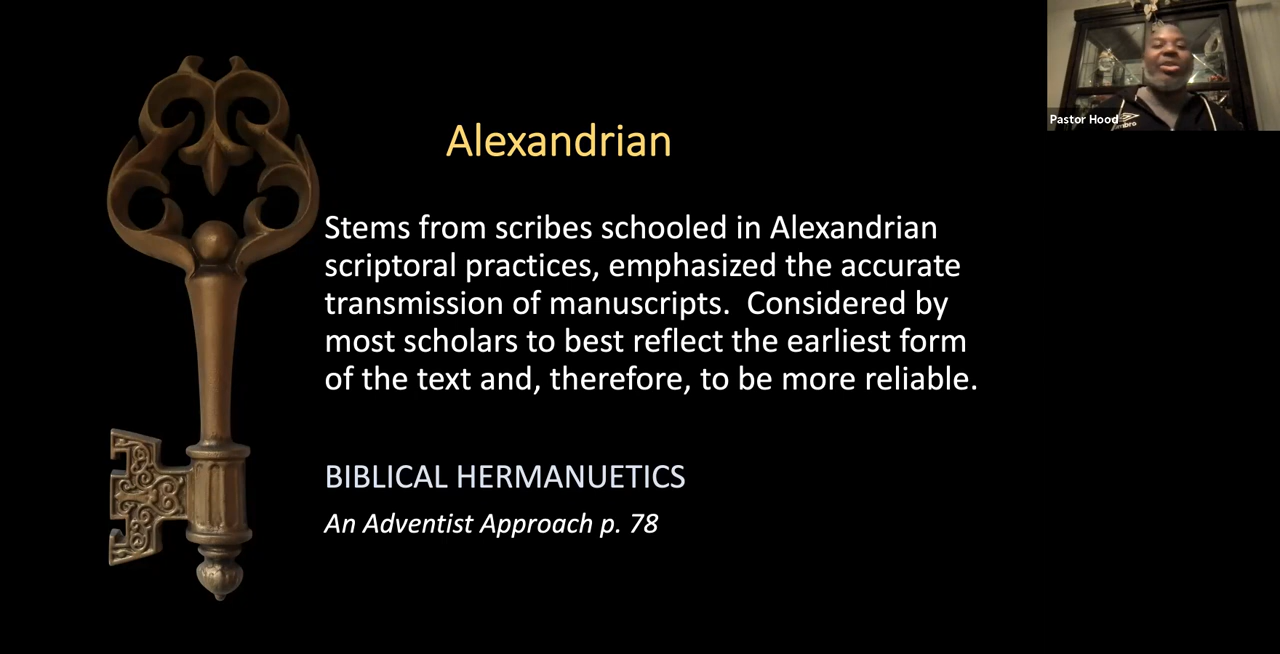 Alexandrian
Pastor Hood
umbro
Stems from scribes schooled in Alexandrian
scriptoral practices, emphasized the accurate
transmission of manuscripts.  Considered by
most scholars to best reflect the earliest form
of the text and, therefore, to be more reliable.
BIBLICAL HERMANUETICS
An Adventist Approach p. 78